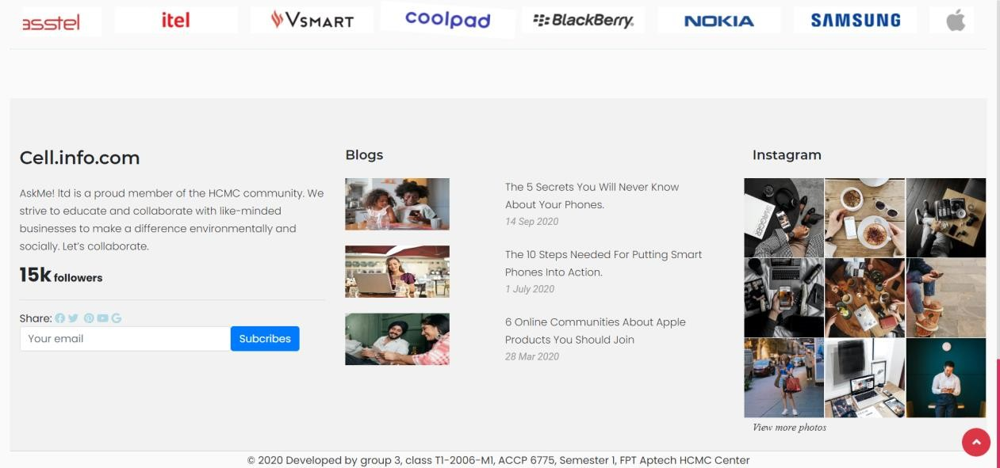 asstel
itel
VSMART
coolpad
BlackBerry.
NOKIA
SAMSUNG
Cell.info.com
AskMe! ltd is a proud member of the HCMC community. We
strive to educate and collaborate with like-minded
businesses to make a difference environmentally and
socially. Let's collaborate.
15k followers
Share:
Your email
Subcribes
Blogs
The 5 Secrets You Will Never Know
About Your Phones.
14 Sep 2020
The 10 Steps Needed For Putting Smart
Phones Into Action.
1 July 2020
6 Online Communities About Apple
Products You Should Join
28 Mar 2020
Instagram
View more photos
© 2020 Developed by group 3, class T1-2006-M1, ACCP 6775, Semester 1, FPT Aptech HCMC Center